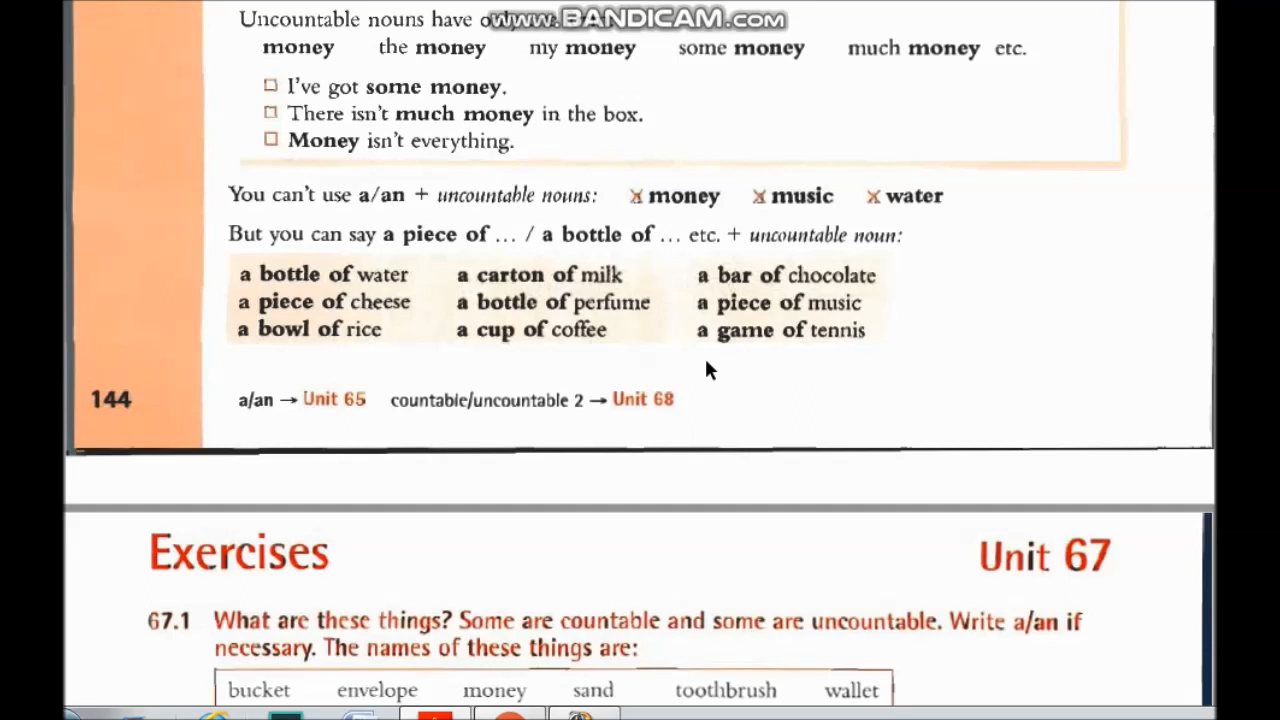 www.BANDICAM.com
Uncountable nouns have
money the money my money some money much money etc.
□ I've got some money.
□ There isn't much money in the box.
□ Money isn't everything.
You can't use a/an + uncountable nouns: money music water
But you can say a piece of ... / a bottle of ... etc. + uncountable noun:
a bottle of water a carton of milk a bar of chocolate
a piece of cheese a bottle of perfume a piece of music
a bowl of rice a cup of coffee a game of tennis
144 a/an → Unit 65 countable/uncountable 2 → Unit 68
Exercises Unit 67
67.1 What are these things? Some are countable and some are uncountable. Write a/an if
necessary. The names of these things are:
bucket envelope money sand toothbrush wallet